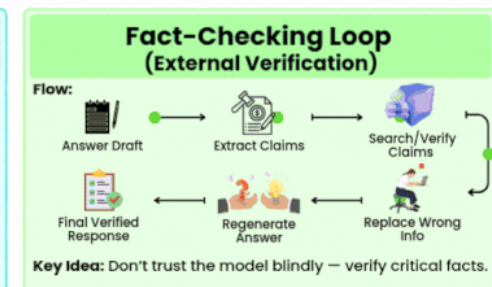 Fact-Checking Loop
(External Verification)
Flow:
Answer Draft
Extract Claims
Search/Verify
Claims
Final Verified
Response
Regenerate
Answer
Replace Wrong
Info
Key Idea: Don't trust the model blindly — verify critical facts.